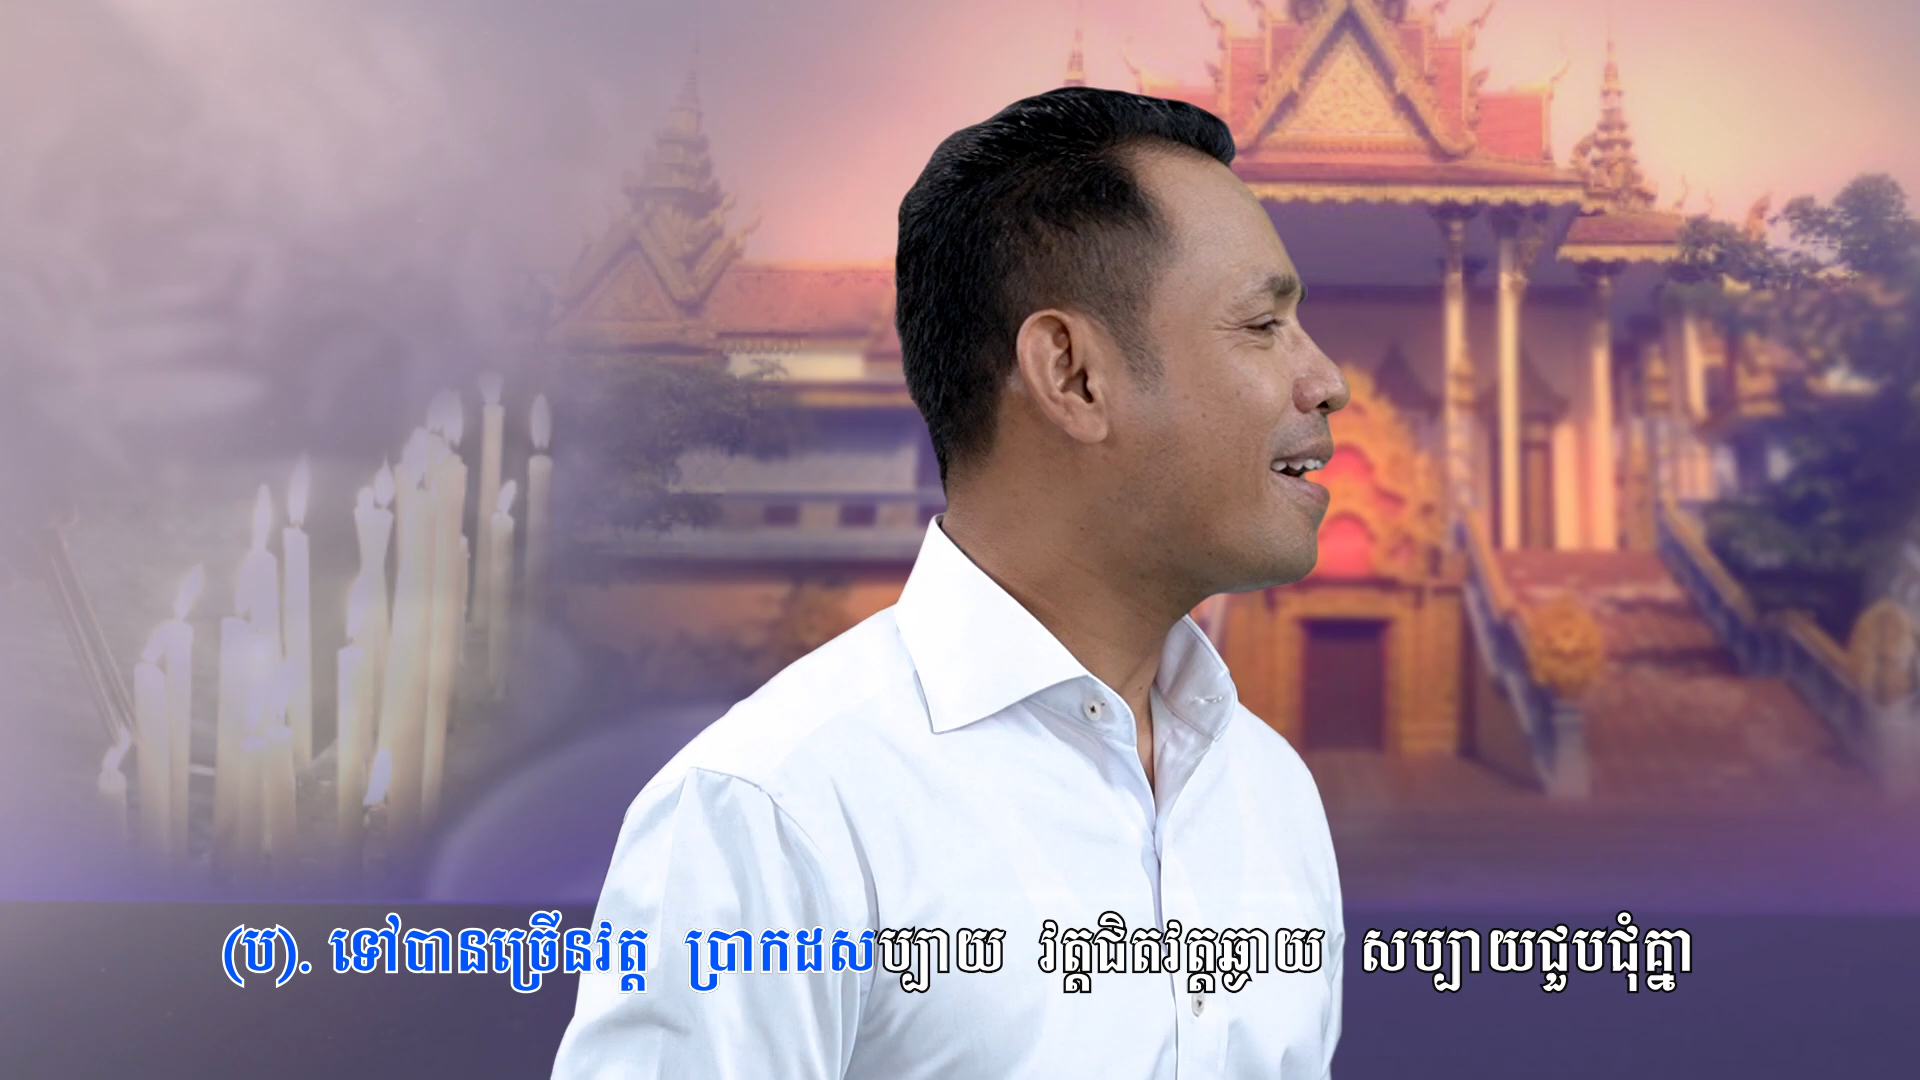 (ប). ទៅបានច្រើនវត្ត ប្រាកដសប្បាយ វត្តជិតវត្តឆ្ងាយ សប្បាយជួបជុំគ្នា